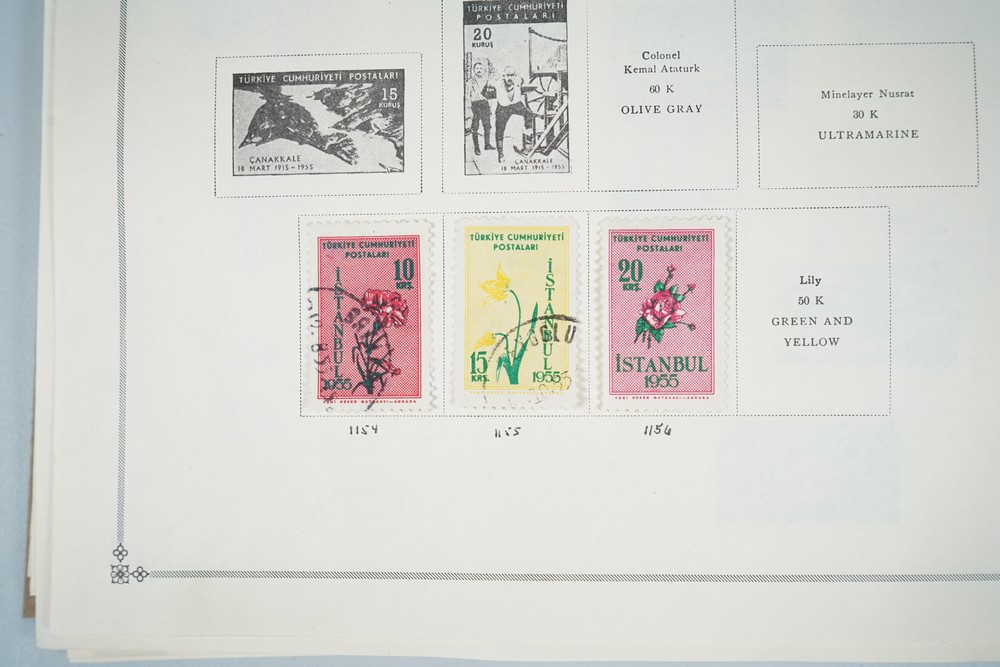 TÜRKİYE CUMHURİYETİ
POSTALARI
20
KURUŞ
ÇANAKKALE
18 MART 1915-1955
TÜRKİYE CUMHURİYETİ POSTALARI
15
KURUŞ
ÇANAKKALE
18 MART 1915-1955
Colonel
Kemal Ataturk
60 K
OLIVE GRAY
Minelayer Nusrat
30 K
ULTRAMARINE
TÜRKİYE CUMHURİYETİ
POSTALARI
10
KRŞ.
İSTANBUL
1955
TÜRKİYE CUMHURİYETİ
POSTALARI
İSTANBUL
15
KRŞ.
1955
OGLU
TÜRKİYE CUMHURİYETİ
POSTALARI
20
KRŞ.
İSTANBUL
1955
Lily
50 K
GREEN AND
YELLOW
1154
1155
1156